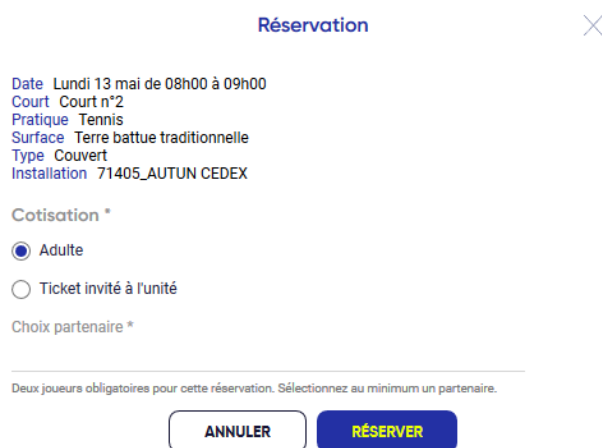 Réservation
Date Lundi 13 mai de 08h00 à 09h00
Court Court n°2
Pratique Tennis
Surface Terre battue traditionnelle
Type Couvert
Installation 71405_AUTUN CEDEX
Cotisation *
Adulte
Ticket invité à l'unité
Choix partenaire *
Deux joueurs obligatoires pour cette réservation. Sélectionnez au minimum un partenaire.
ANNULER RÉSERVER